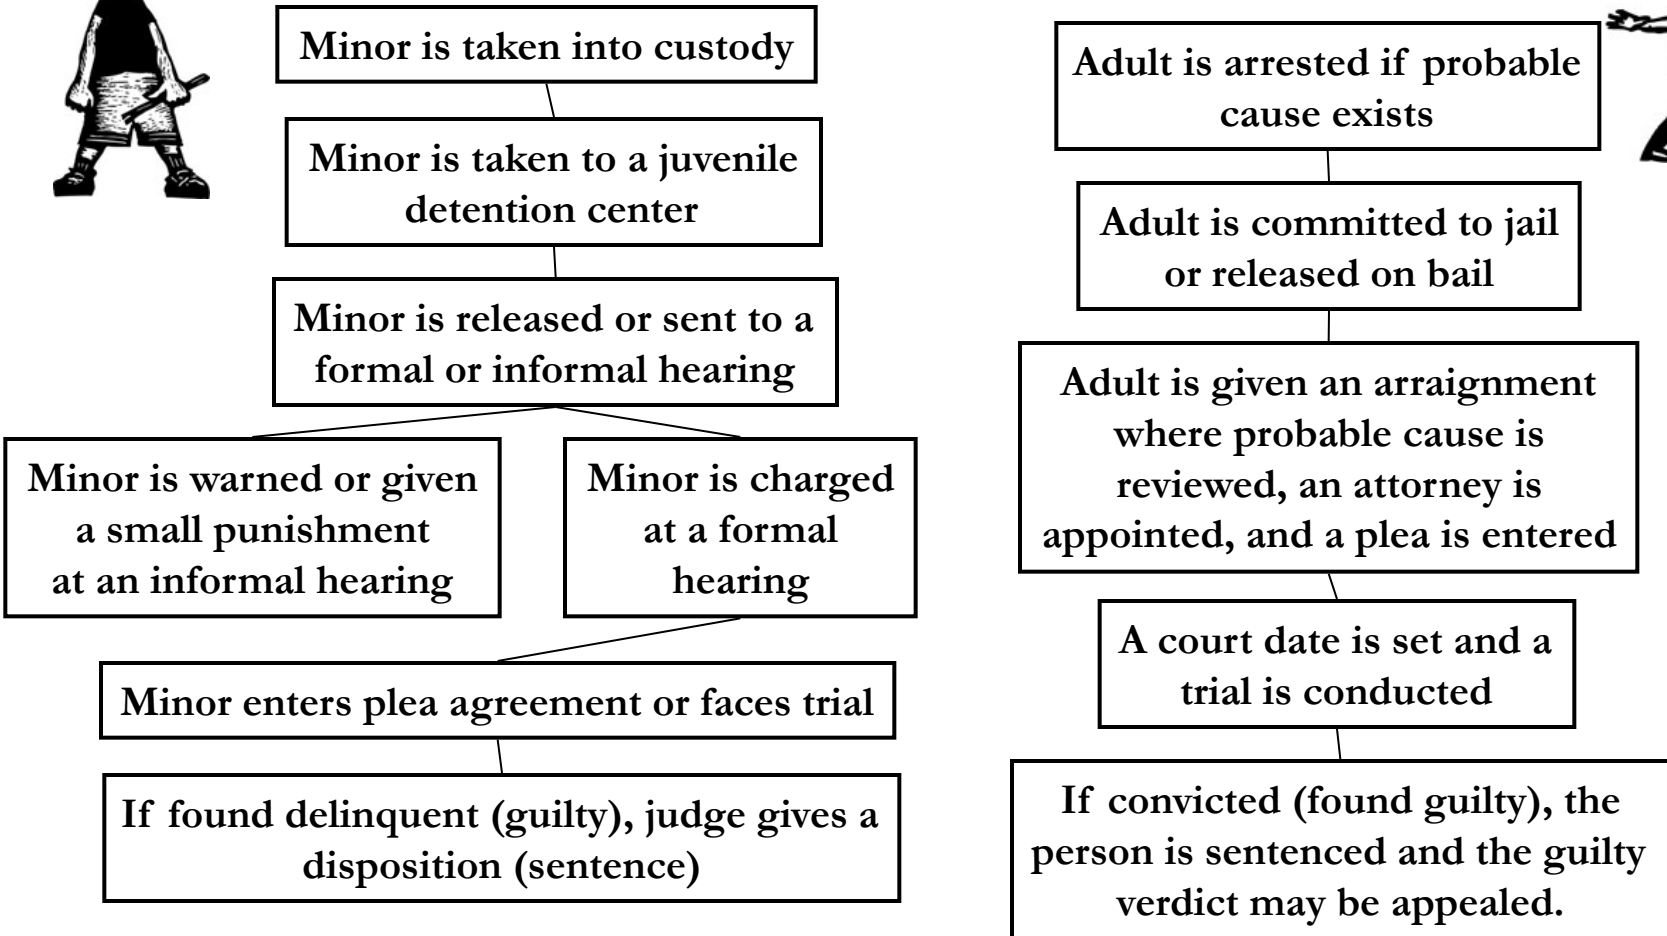 Minor is taken into custody
Minor is taken to a juvenile
detention center
Minor is released or sent to a
formal or informal hearing
Minor is warned or given
a small punishment
at an informal hearing
Minor is charged
at a formal
hearing
Minor enters plea agreement or faces trial
If found delinquent (guilty), judge gives a
disposition (sentence)
Adult is arrested if probable
cause exists
Adult is committed to jail
or released on bail
Adult is given an arraignment
where probable cause is
reviewed, an attorney is
appointed, and a plea is entered
A court date is set and a
trial is conducted
If convicted (found guilty), the
person is sentenced and the guilty
verdict may be appealed.